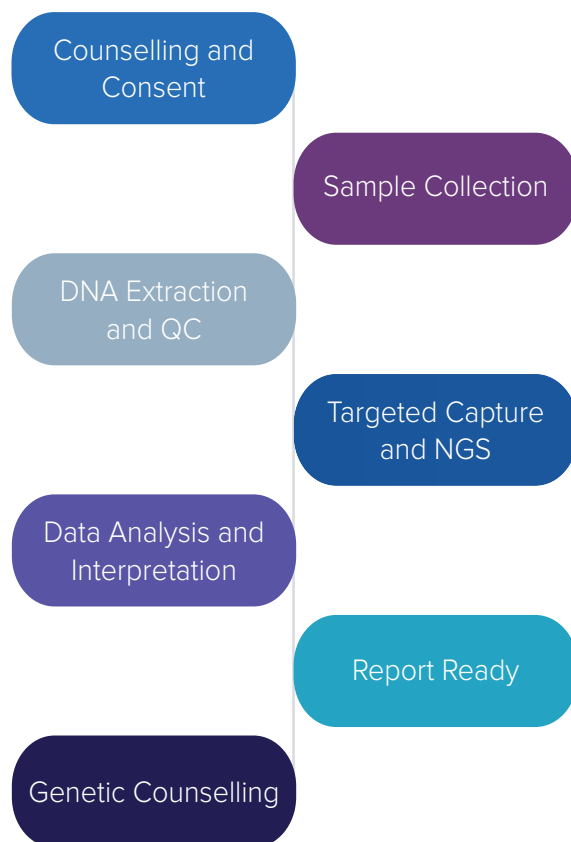 Counselling and
Consent
Sample Collection
DNA Extraction
and QC
Targeted Capture
and NGS
Data Analysis and
Interpretation
Report Ready
Genetic Counselling